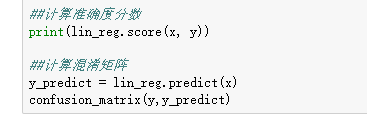 ##计算准确度分数
print(lin_reg.score(x, y))
##计算混淆矩阵
y_predict = lin_reg.predict(x)
confusion_matrix(y,y_predict)